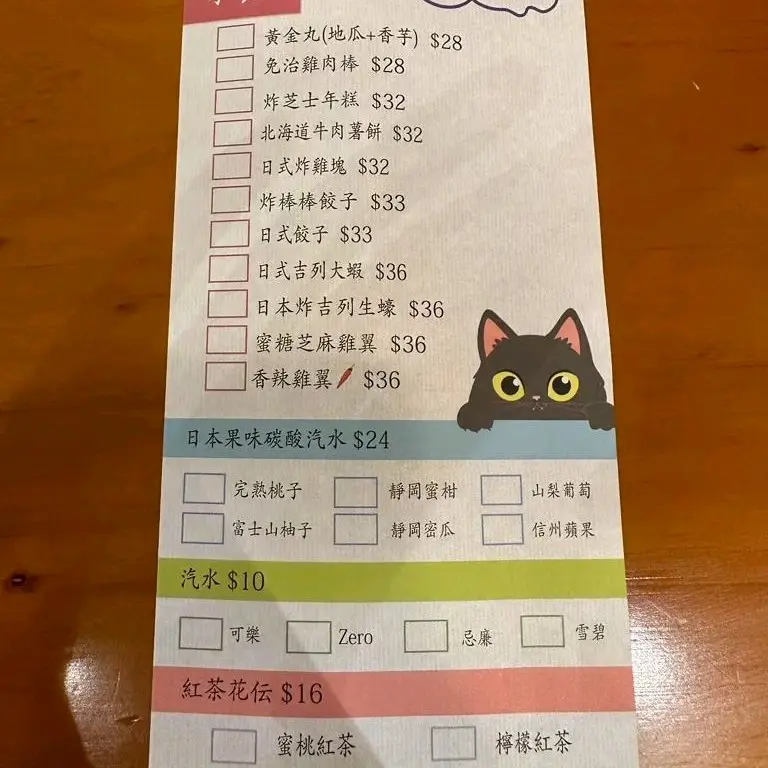 黃金丸(地瓜+香芋) $28
免治雞肉棒 $28
炸芝士年糕 $32
北海道牛肉薯餅 $32
日式炸雞塊 $32
炸棒棒餃子 $33
日式餃子 $33
日式吉列大蝦 $36
日本炸吉列生蠔 $36
蜜糖芝麻雞翼 $36
香辣雞翼 $36
日本果味碳酸汽水 $24
完熟桃子 靜岡蜜柑 山梨葡萄
富士山柚子 靜岡密瓜 信州蘋果
汽水 $10
可樂 Zero 忌廉 雪碧
紅茶花伝 $16
蜜桃紅茶 檸檬紅茶